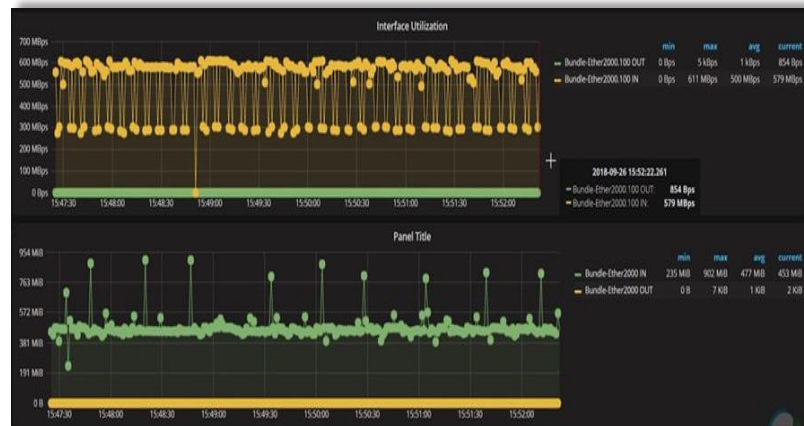 Interface Utilization
min max avg current
Bundle-Ether2000.100 OUT 0 Bps 5 kBps 1 kBps 854 Bps
Bundle-Ether2000.100 IN 0 Bps 611 MBps 500 MBps 579 MBps
700 MBps
600 MBps
500 MBps
400 MBps
300 MBps
200 MBps
100 MBps
0 Bps
15:47:30 15:48:00 15:48:30 15:49:00 15:49:30 15:50:00 15:50:30 15:51:00 15:51:30 15:52:00
2018-09-26 15:52:22.261
Bundle-Ether2000.100 OUT: 854 Bps
Bundle-Ether2000.100 IN: 579 MBps
Panel Title
min max avg current
Bundle-Ether2000 IN 235 MiB 902 MiB 477 MiB 453 MiB
Bundle-Ether2000 OUT 0 B 7 KiB 1 KiB 2 KiB
954 MiB
763 MiB
572 MiB
381 MiB
191 MiB
0 B
15:47:30 15:48:00 15:48:30 15:49:00 15:49:30 15:50:00 15:50:30 15:51:00 15:51:30 15:52:00